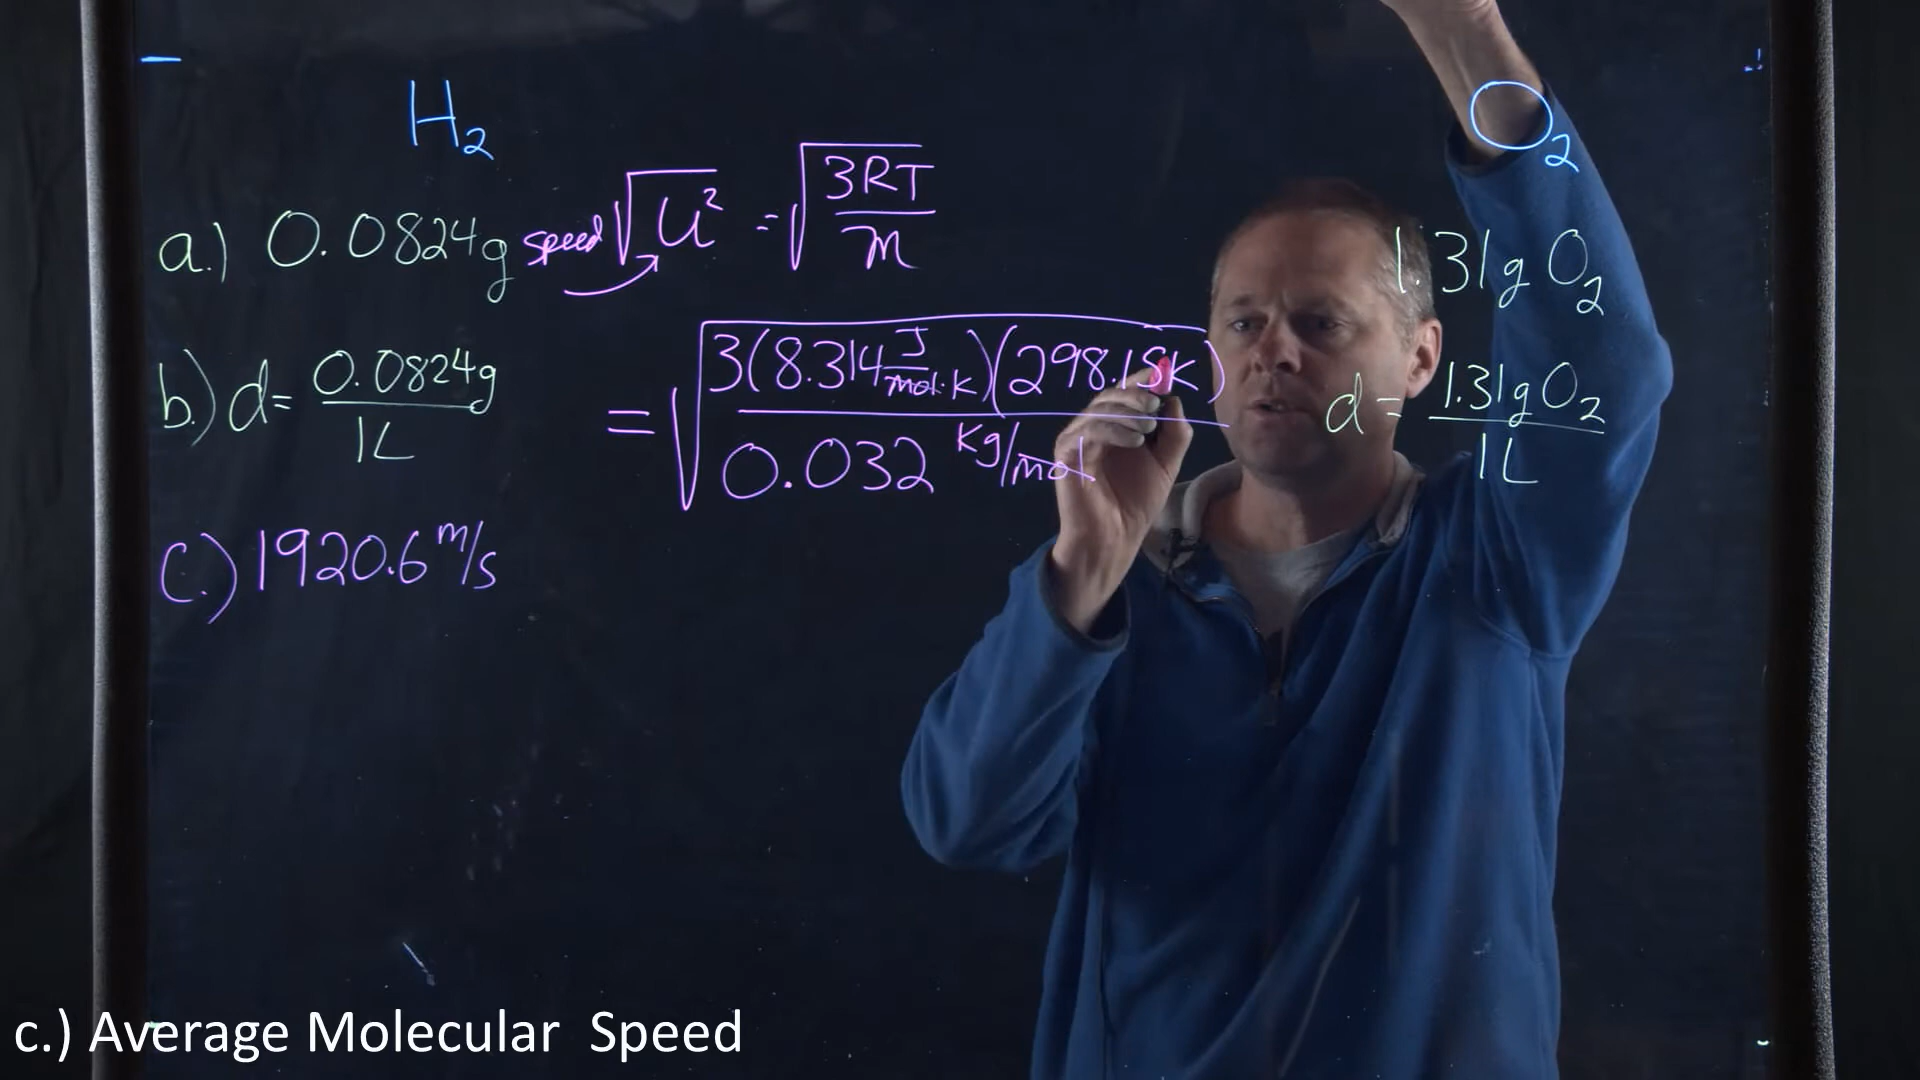 H₂
O₂
a.) 0.0824g
speed √u² = √(3RT/m)
1.31g O₂
b.) d = 0.0824g / 1L
= √(3(8.314 J/mol·K)(298.15K) / 0.032 kg/mol)
d = 1.31g O₂ / 1L
c.) 1920.6 m/s
c.) Average Molecular Speed